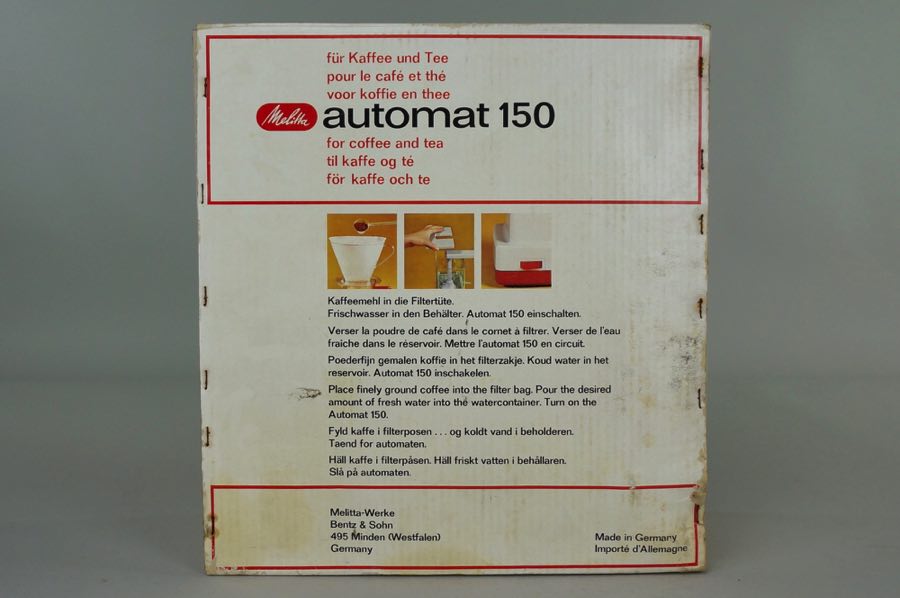 für Kaffee und Tee
pour le café et thé
voor koffie en thee
Melitta automat 150
for coffee and tea
til kaffe og té
för kaffe och te
Kaffeemehl in die Filtertüte.
Frischwasser in den Behälter. Automat 150 einschalten.
Verser la poudre de café dans le cornet à filtrer. Verser de l'eau
fraiche dans le réservoir. Mettre l'automat 150 en circuit.
Poederfijn gemalen koffie in het filterzakje. Koud water in het
reservoir. Automat 150 inschakelen.
Place finely ground coffee into the filter bag. Pour the desired
amount of fresh water into the watercontainer. Turn on the
Automat 150.
Fyld kaffe i filterposen . . . og koldt vand i beholderen.
Taend for automaten.
Häll kaffe i filterpåsen. Häll friskt vatten i behållaren.
Slå på automaten.
Melitta-Werke
Bentz & Sohn
495 Minden (Westfalen)
Germany
Made in Germany
Importé d'Allemagne